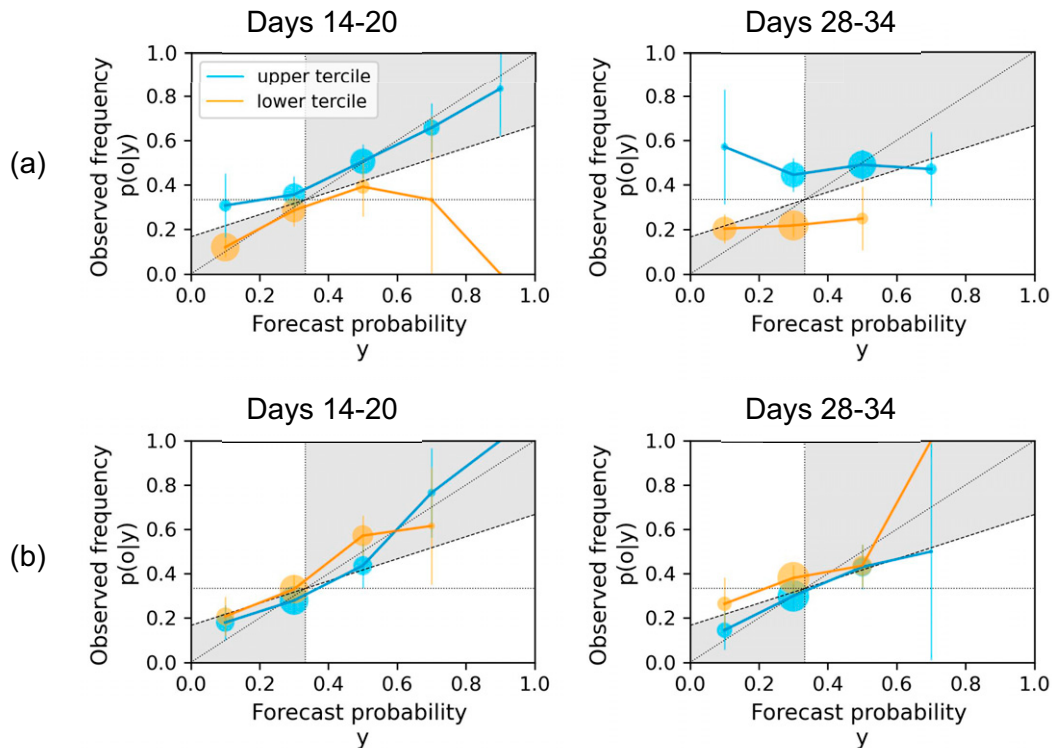 Days 14-20
Days 28-34
(a)
upper tercile
lower tercile
Observed frequency
p(o|y)
1.0
0.8
0.6
0.4
0.2
0.0
0.0 0.2 0.4 0.6 0.8 1.0
Forecast probability
y
Observed frequency
p(o|y)
1.0
0.8
0.6
0.4
0.2
0.0
0.0 0.2 0.4 0.6 0.8 1.0
Forecast probability
y
Days 14-20
Days 28-34
(b)
Observed frequency
p(o|y)
1.0
0.8
0.6
0.4
0.2
0.0
0.0 0.2 0.4 0.6 0.8 1.0
Forecast probability
y
Observed frequency
p(o|y)
1.0
0.8
0.6
0.4
0.2
0.0
0.0 0.2 0.4 0.6 0.8 1.0
Forecast probability
y